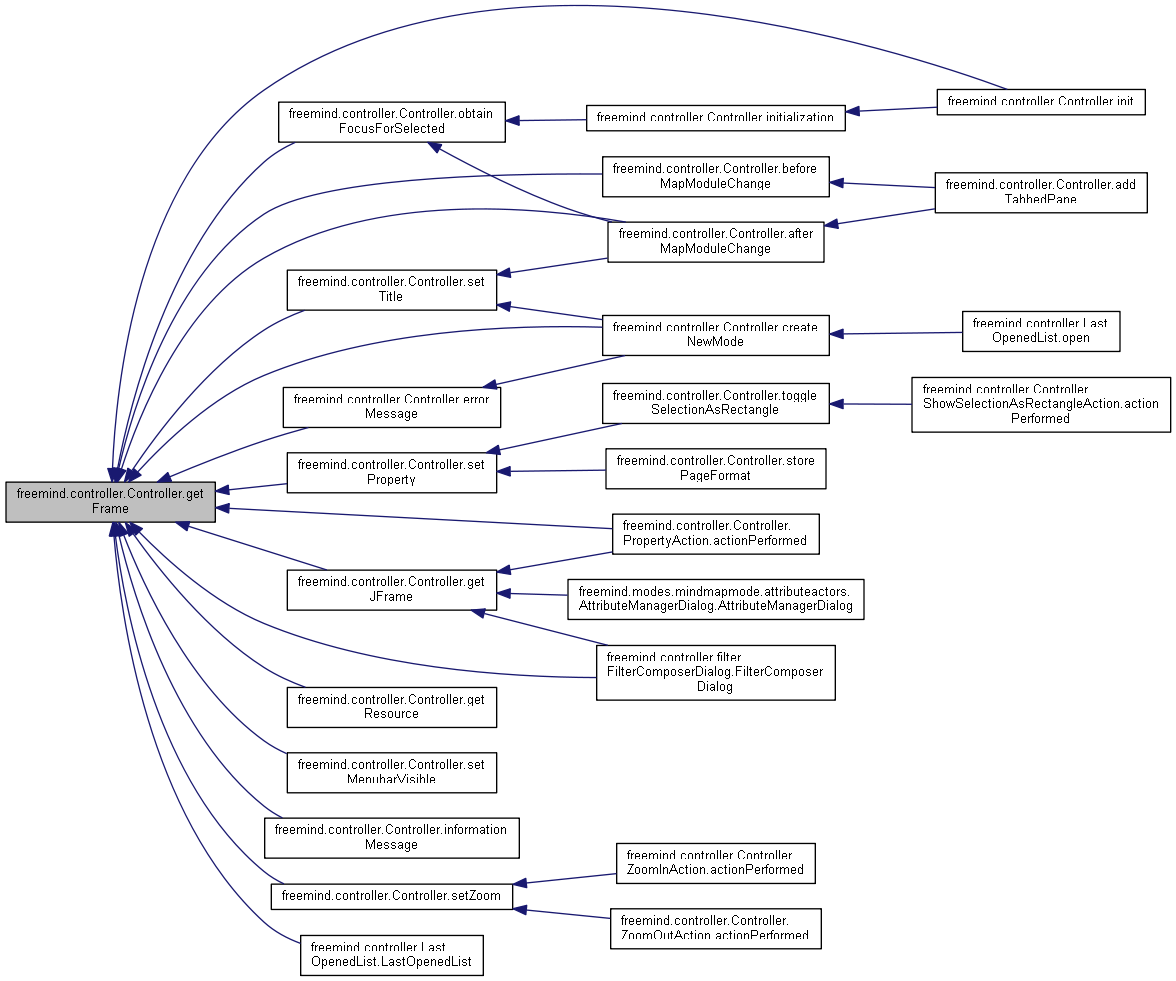 freemind.controller.Controller.init
freemind.controller.Controller.obtain
FocusForSelected
freemind.controller.Controller.initialization
freemind.controller.Controller.before
MapModuleChange
freemind.controller.Controller.add
TabbedPane
freemind.controller.Controller.after
MapModuleChange
freemind.controller.Controller.set
Title
freemind.controller.Controller.create
NewMode
freemind.controller.Last
OpenedList.open
freemind.controller.Controller.error
Message
freemind.controller.Controller.toggle
SelectionAsRectangle
freemind.controller.Controller.
ShowSelectionAsRectangleAction.action
Performed
freemind.controller.Controller.set
Property
freemind.controller.Controller.store
PageFormat
freemind.controller.Controller.get
Frame
freemind.controller.Controller.
PropertyAction.actionPerformed
freemind.controller.Controller.get
JFrame
freemind.modes.mindmapmode.attributeactors.
AttributeManagerDialog.AttributeManagerDialog
freemind.controller.filter.
FilterComposerDialog.FilterComposer
Dialog
freemind.controller.Controller.get
Resource
freemind.controller.Controller.set
MenubarVisible
freemind.controller.Controller.information
Message
freemind.controller.Controller.
ZoomInAction.actionPerformed
freemind.controller.Controller.setZoom
freemind.controller.Controller.
ZoomOutAction.actionPerformed
freemind.controller.Last
OpenedList.LastOpenedList